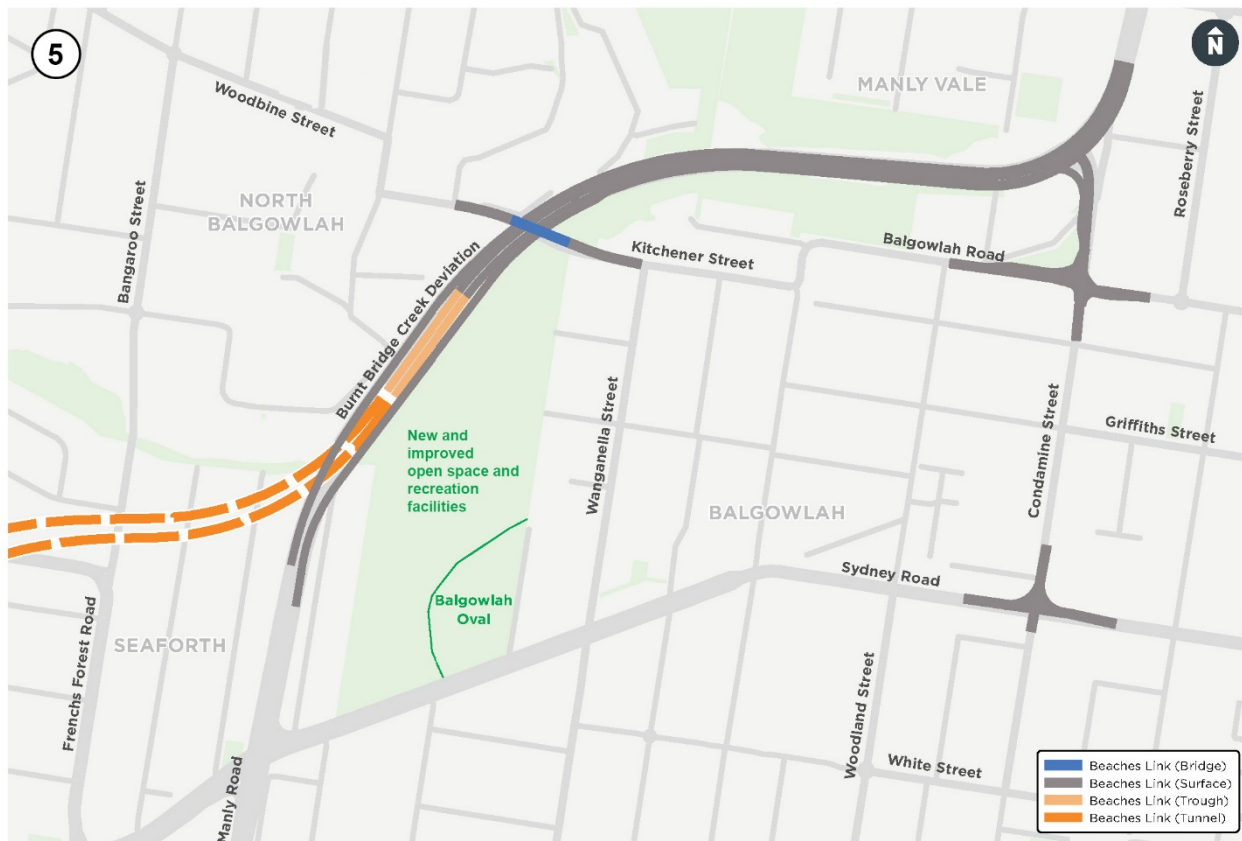 5
N
MANLY VALE
Woodbine Street
Roseberry Street
NORTH
BALGOWLAH
Bangaroo Street
Burnt Bridge Creek Deviation
Kitchener Street
Balgowlah Road
New and
improved
open space and
recreation
facilities
Wanganella Street
Condamine Street
Griffiths Street
BALGOWLAH
Sydney Road
Balgowlah
Oval
SEAFORTH
Frenchs Forest Road
Manly Road
Woodland Street
White Street
Beaches Link (Bridge)
Beaches Link (Surface)
Beaches Link (Trough)
Beaches Link (Tunnel)